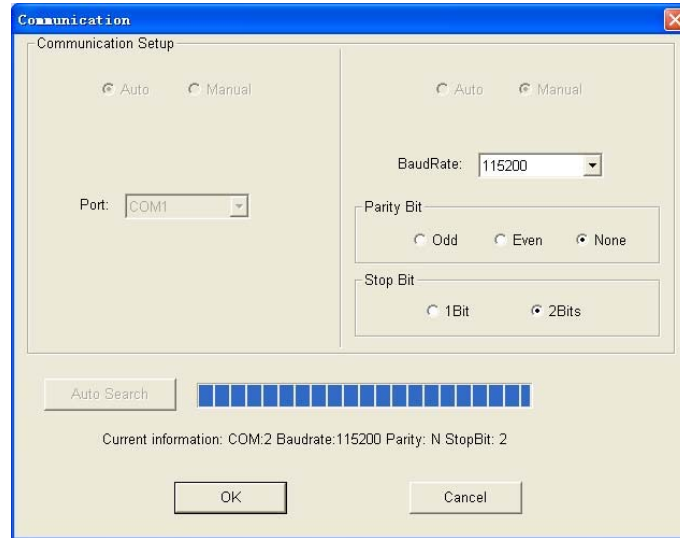 Communication
Communication Setup
Auto Manual
Auto Manual
BaudRate: 115200
Port: COM1
Parity Bit
Odd Even None
Stop Bit
1Bit 2Bits
Auto Search
Current information: COM:2 Baudrate:115200 Parity: N StopBit: 2
OK Cancel